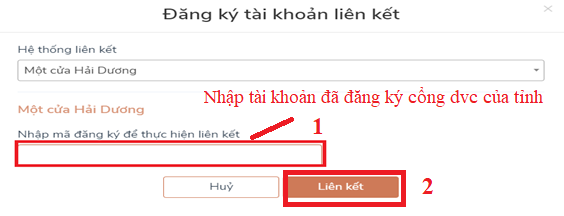 Đăng ký tài khoản liên kết
×
Hệ thống liên kết
Một cửa Hải Dương
Một cửa Hải Dương
Nhập tài khoản đã đăng ký cổng dvc của tỉnh
Nhập mã đăng ký để thực hiện liên kết
1
Huỷ
Liên kết
2